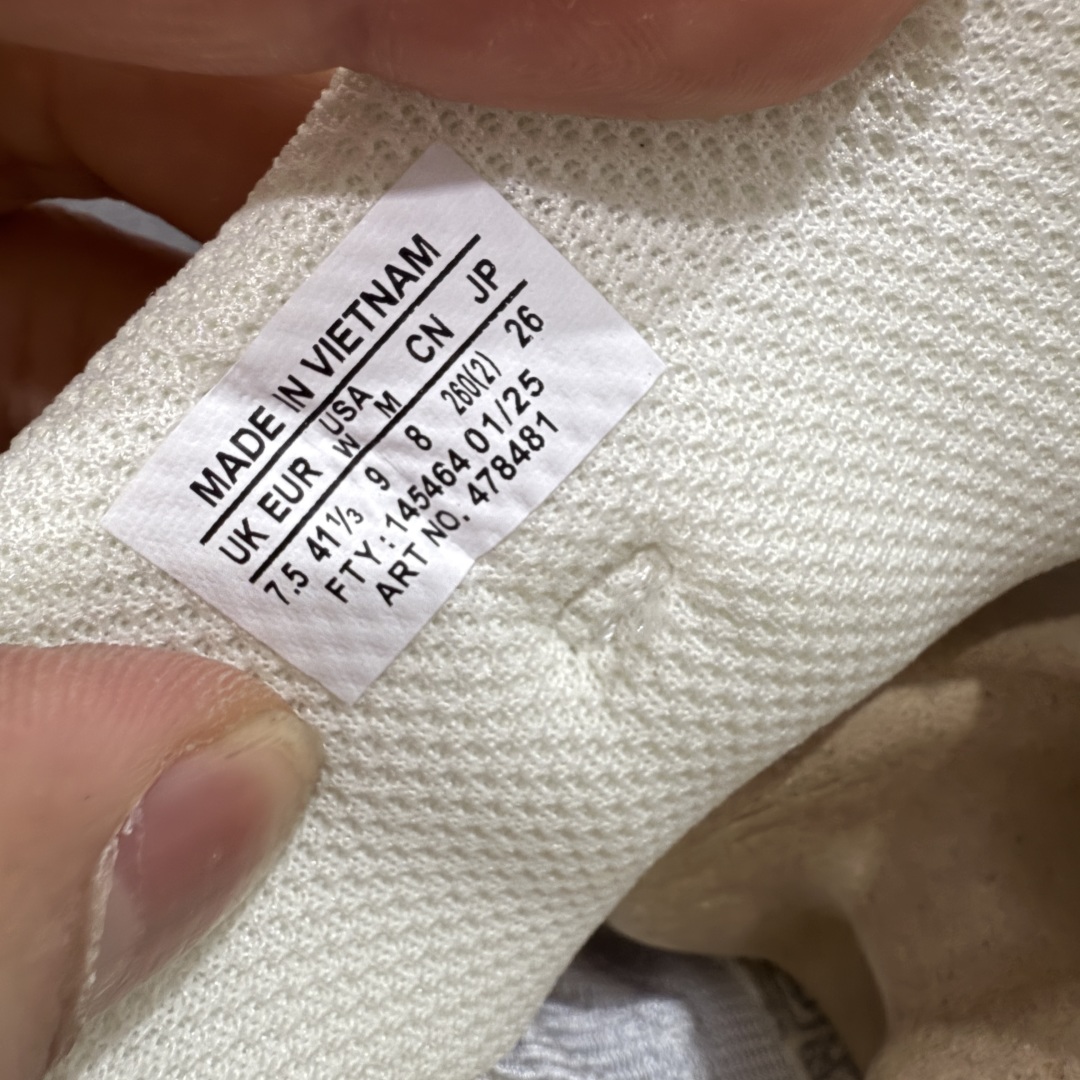 MADE IN VIETNAM
UK EUR USA CN JP
W M
7.5 41⅓ 9 8 260(2) 26
FTY : 145464 01/25
ART NO. 478481